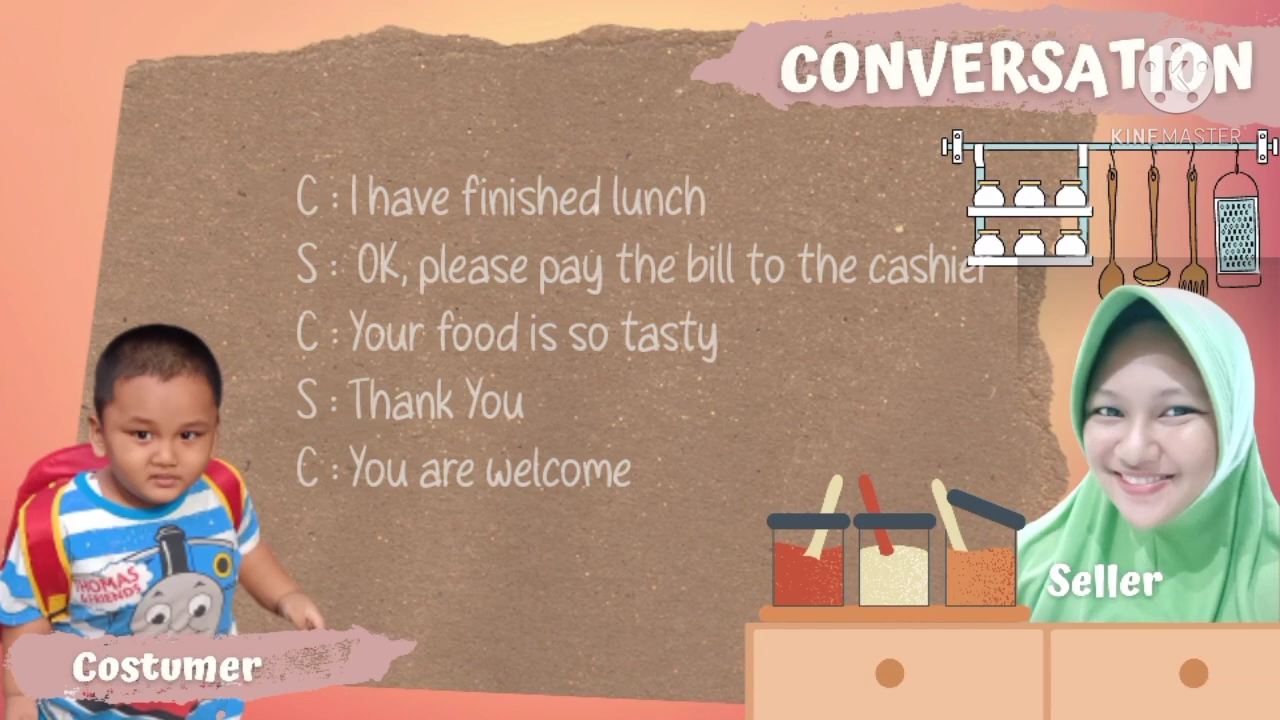 CONVERSATION
KINEMASTER
C : I have finished lunch
S : OK, please pay the bill to the cashier
C : Your food is so tasty
S : Thank You
C : You are welcome
THOMAS
& FRIENDS
Seller
Costumer